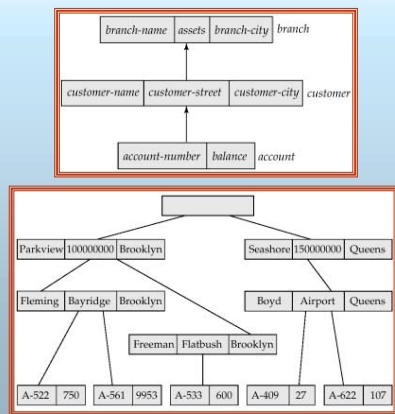 branch-name assets branch-city branch
customer-name customer-street customer-city customer
account-number balance account
Parkview 100000000 Brooklyn Seashore 150000000 Queens
Fleming Bayridge Brooklyn Boyd Airport Queens
Freeman Flatbush Brooklyn
A-522 750 A-561 9953 A-533 600 A-409 27 A-622 107